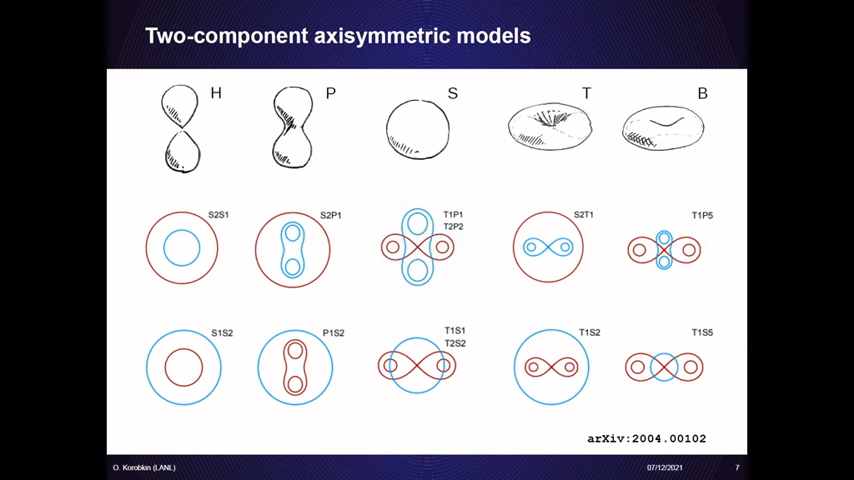 Two-component axisymmetric models
H
P
S
T
B
S2S1
S2P1
T1P1
T2P2
S2T1
T1P5
S1S2
P1S2
T1S1
T2S2
T1S2
T1S5
arXiv:2004.00102
O. Korobkin (LANL)
07/12/2021
7